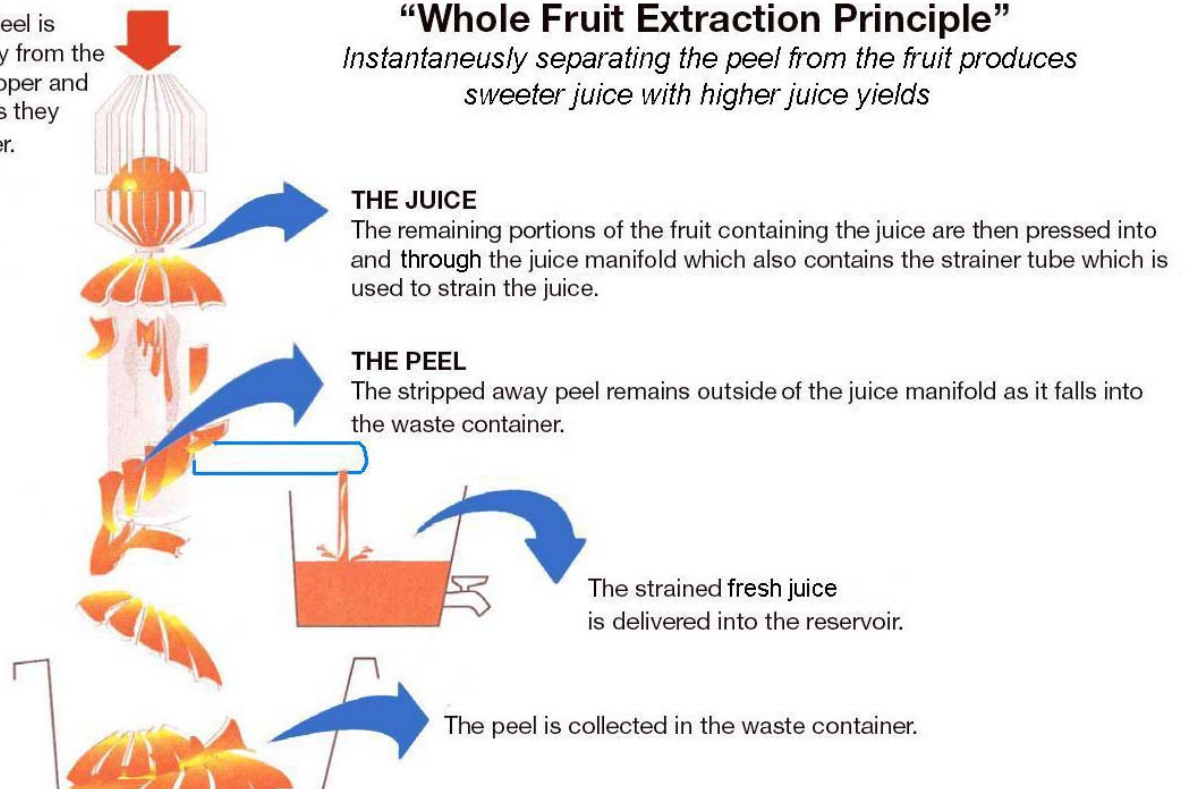 eel is
y from the
pper and
s they
er.
“Whole Fruit Extraction Principle”
Instantaneusly separating the peel from the fruit produces
sweeter juice with higher juice yields
THE JUICE
The remaining portions of the fruit containing the juice are then pressed into
and through the juice manifold which also contains the strainer tube which is
used to strain the juice.
THE PEEL
The stripped away peel remains outside of the juice manifold as it falls into
the waste container.
The strained fresh juice
is delivered into the reservoir.
The peel is collected in the waste container.